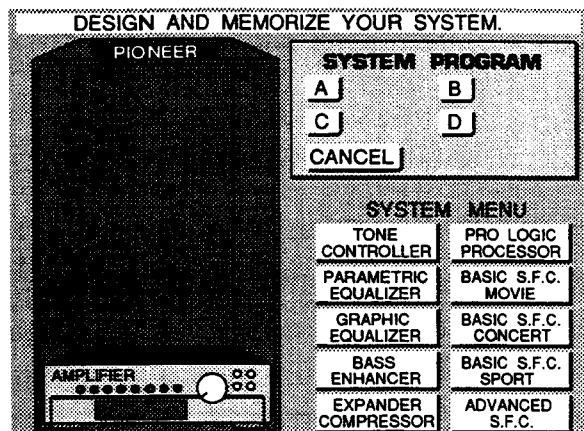 DESIGN AND MEMORIZE YOUR SYSTEM.
PIONEER
AMPLIFIER
SYSTEM PROGRAM
A B
C D
CANCEL
SYSTEM MENU
TONE CONTROLLER
PRO LOGIC PROCESSOR
PARAMETRIC EQUALIZER
BASIC S.F.C. MOVIE
GRAPHIC EQUALIZER
BASIC S.F.C. CONCERT
BASS ENHANCER
BASIC S.F.C. SPORT
EXPANDER COMPRESSOR
ADVANCED S.F.C.